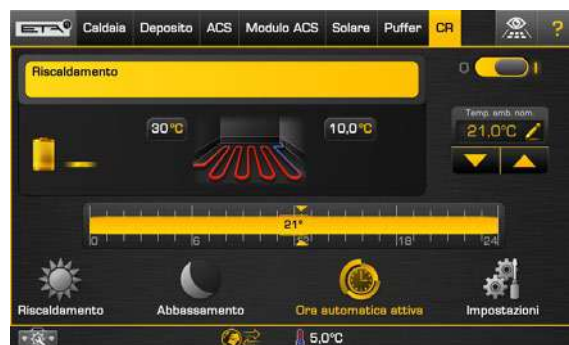 ETA Caldaia Deposito ACS Modulo ACS Solare Puffer CR ?
Riscaldamento
O I
Temp. amb. nom.
30°C 10,0°C 21,0°C
21°
0 6 12 18 24
Riscaldamento Abbassamento Ora automatica attiva Impostazioni
5,0°C